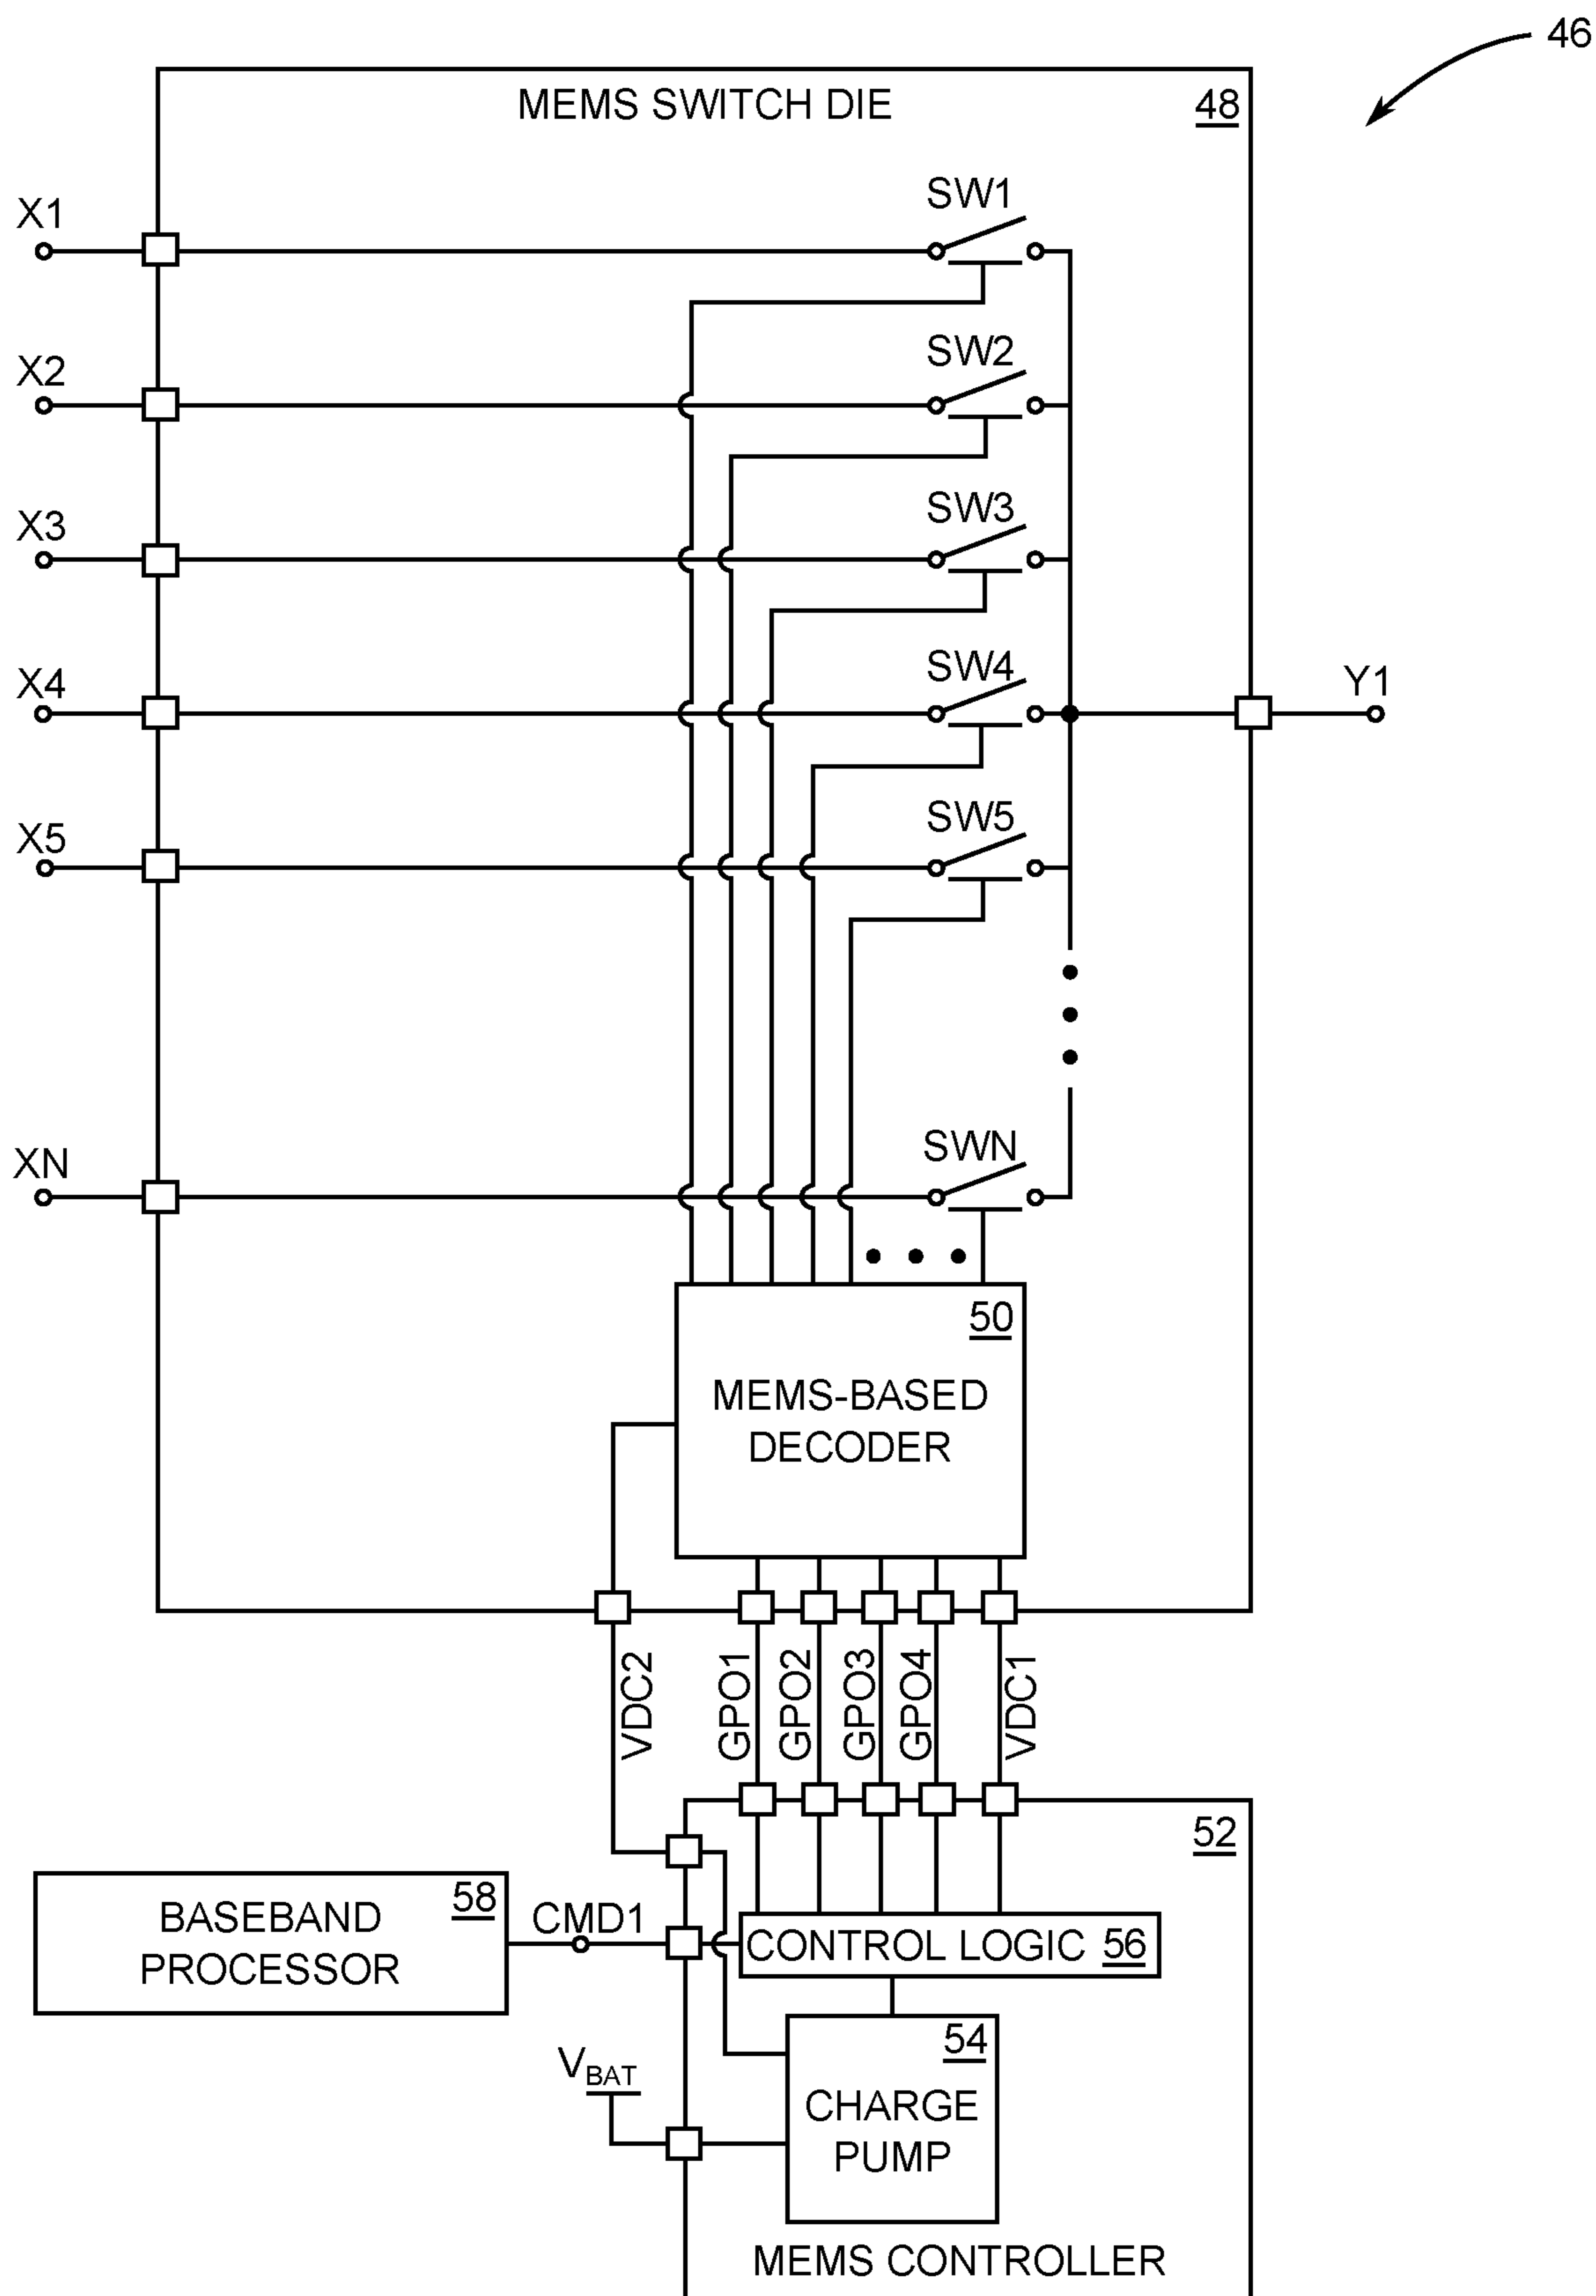 46
MEMS SWITCH DIE 48
SW1
X1
SW2
X2
SW3
X3
SW4
X4
Y1
SW5
X5
SWN
XN
50
MEMS-BASED
DECODER
VDC2
GPO1
GPO2
GPO3
GPO4
VDC1
52
58
BASEBAND
PROCESSOR
CMD1
CONTROL LOGIC 56
54
VBAT
CHARGE
PUMP
MEMS CONTROLLER